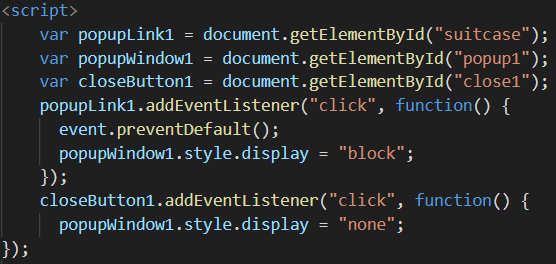 <script>
var popupLink1 = document.getElementById("suitcase");
var popupWindow1 = document.getElementById("popup1");
var closeButton1 = document.getElementById("close1");
popupLink1.addEventListener("click", function() {
event.preventDefault();
popupWindow1.style.display = "block";
});
closeButton1.addEventListener("click", function() {
popupWindow1.style.display = "none";
});